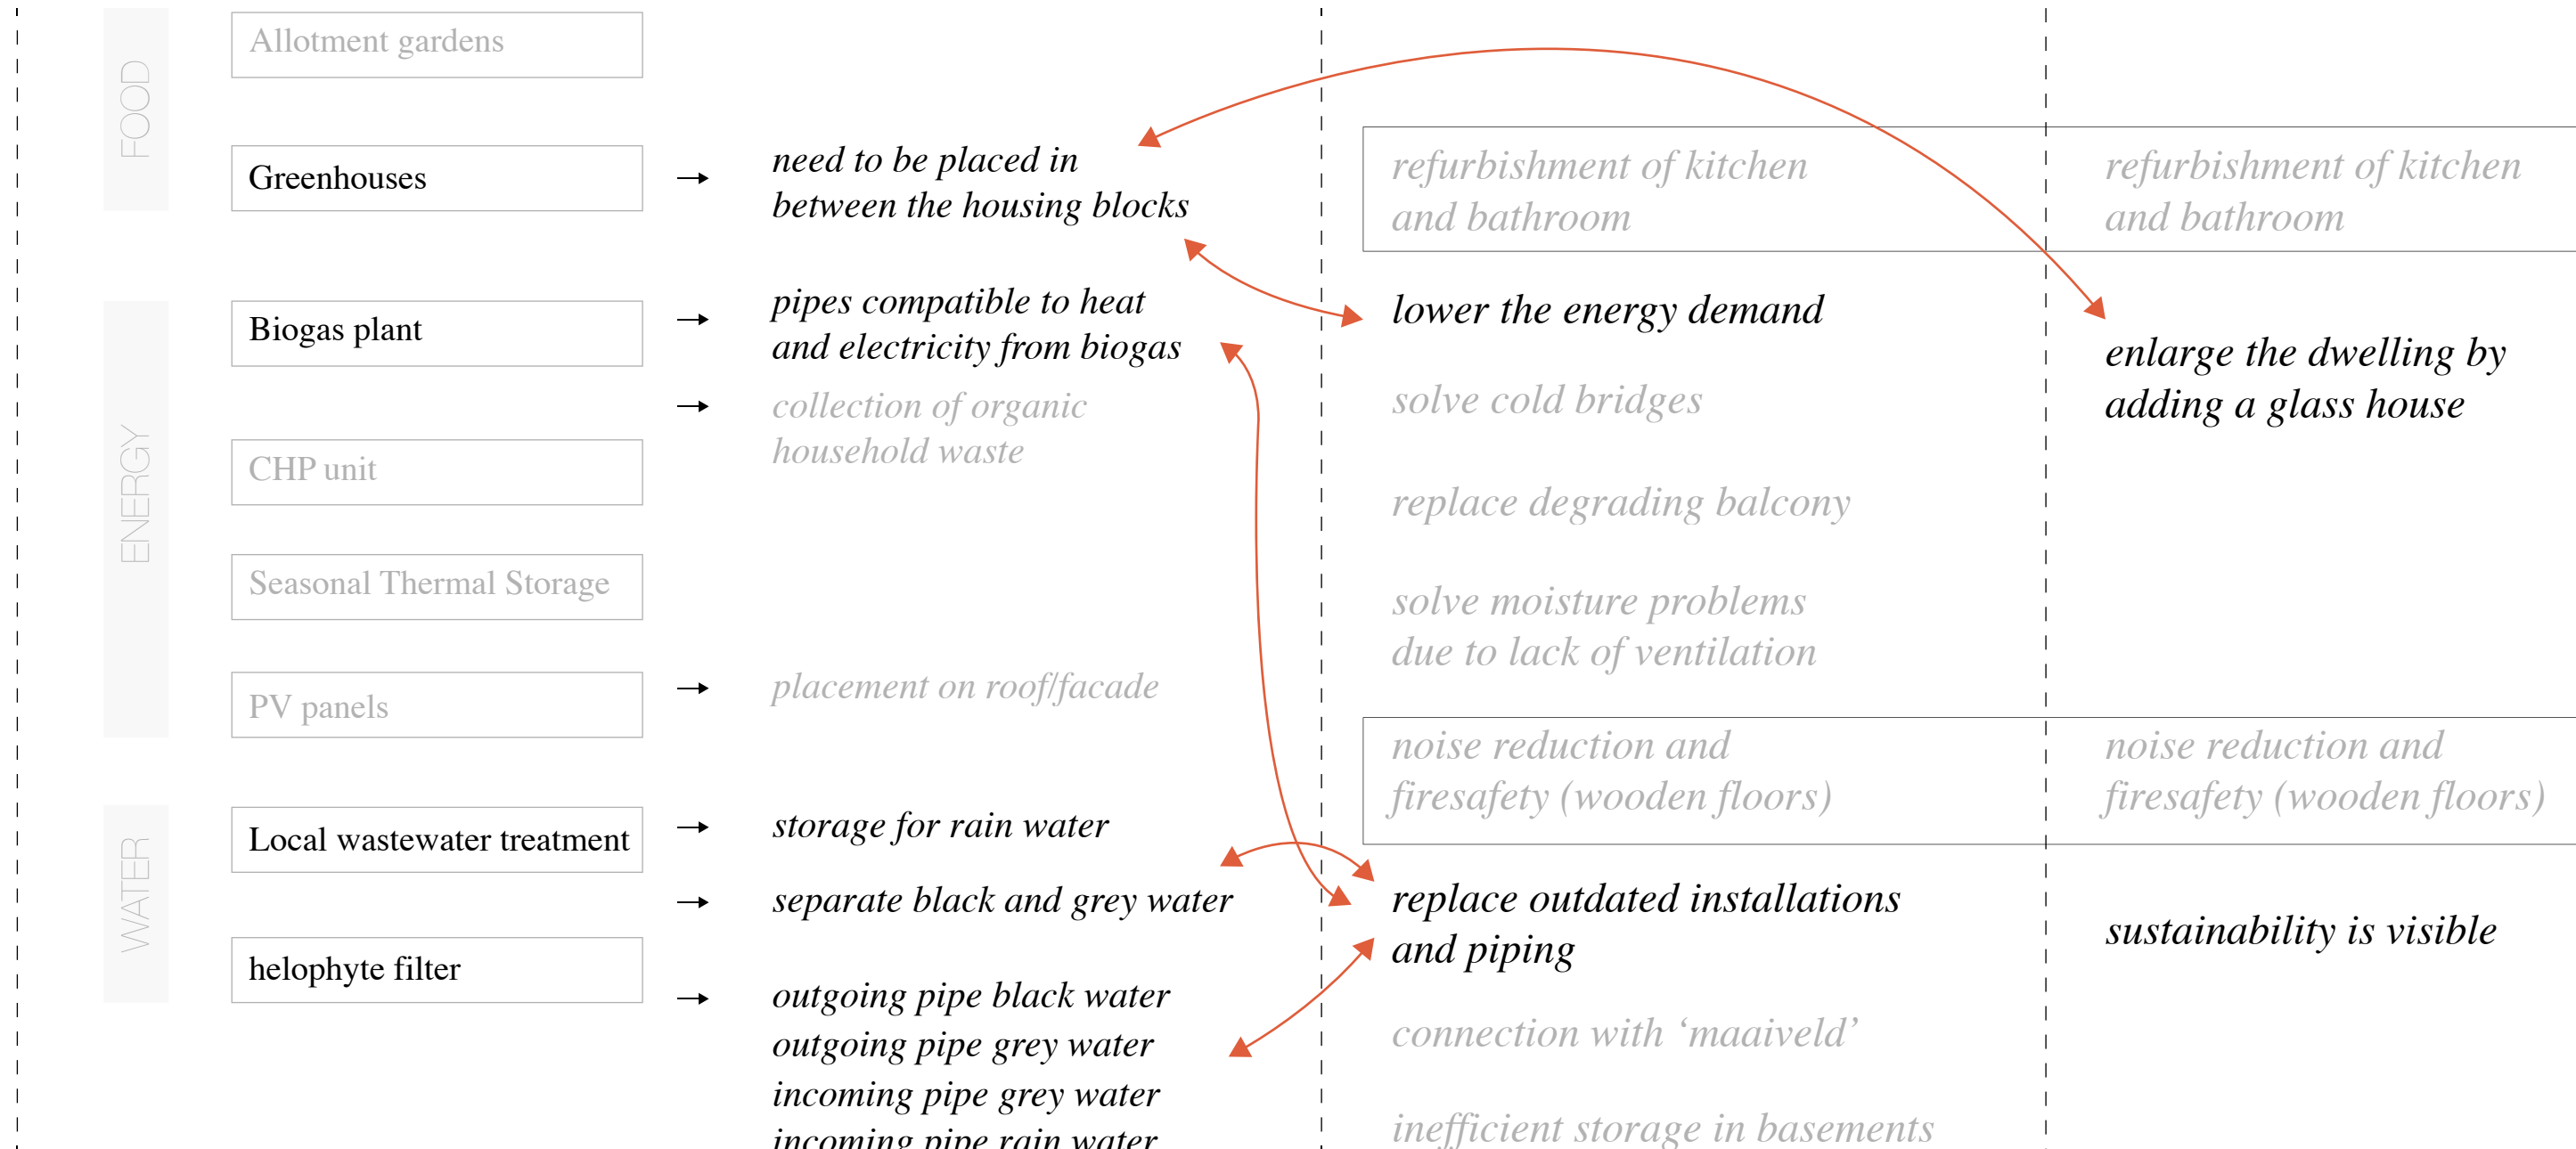 FOOD
Allotment gardens
Greenhouses
need to be placed in
between the housing blocks
ENERGY
Biogas plant
pipes compatible to heat
and electricity from biogas
collection of organic
household waste
CHP unit
Seasonal Thermal Storage
PV panels
placement on roof/facade
WATER
Local wastewater treatment
storage for rain water
separate black and grey water
helophyte filter
outgoing pipe black water
outgoing pipe grey water
incoming pipe grey water
incoming pipe rain water
refurbishment of kitchen
and bathroom
lower the energy demand
solve cold bridges
replace degrading balcony
solve moisture problems
due to lack of ventilation
noise reduction and
firesafety (wooden floors)
replace outdated installations
and piping
connection with ‘maaiveld’
inefficient storage in basements
refurbishment of kitchen
and bathroom
enlarge the dwelling by
adding a glass house
noise reduction and
firesafety (wooden floors)
sustainability is visible